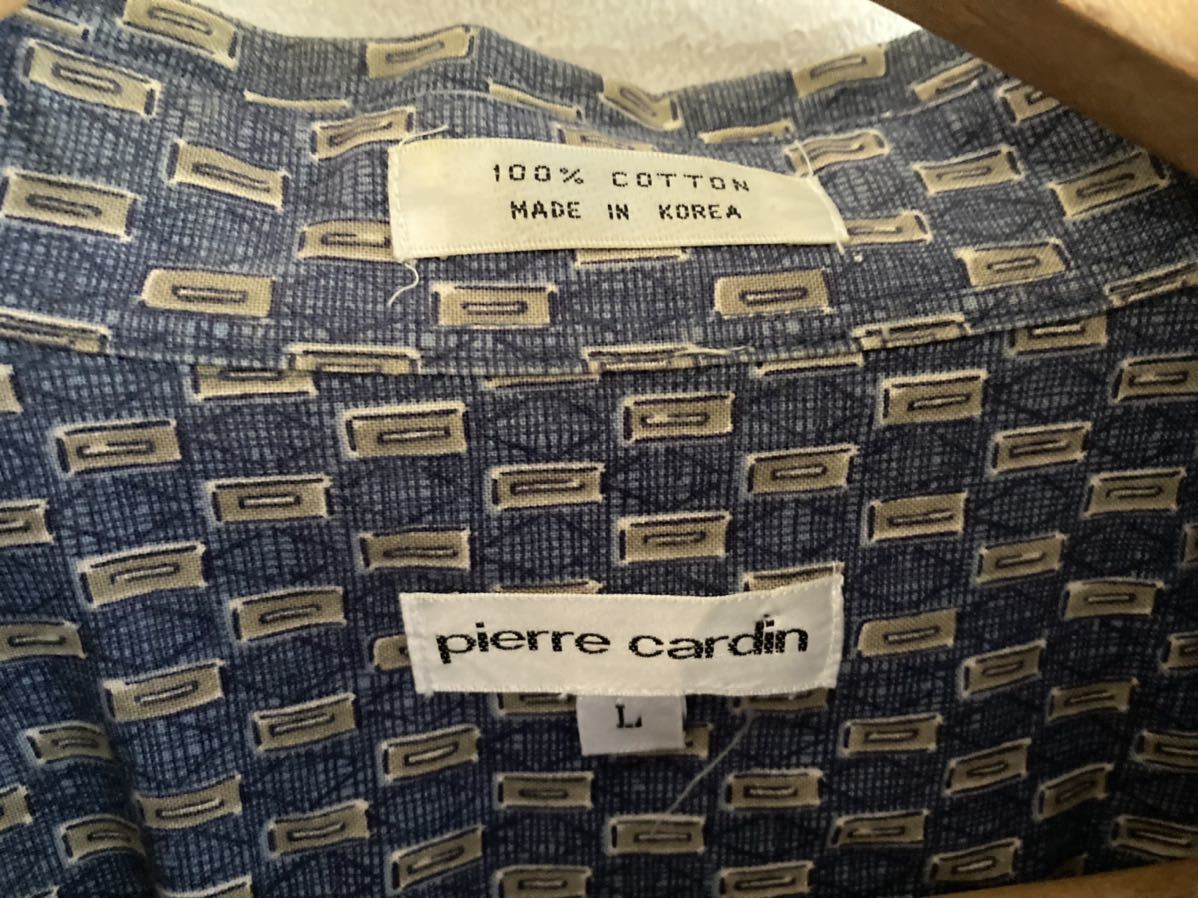 100% COTTON
MADE IN KOREA
pierre cardin
L